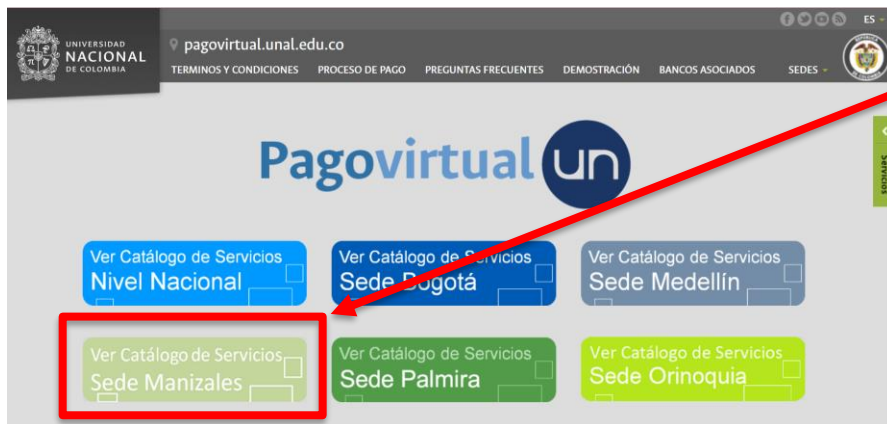 ES
UNIVERSIDAD
NACIONAL
DE COLOMBIA
pagovirtual.unal.edu.co
TERMINOS Y CONDICIONES PROCESO DE PAGO PREGUNTAS FRECUENTES DEMOSTRACIÓN BANCOS ASOCIADOS SEDES
Servicios
Pagovirtual un
Ver Catálogo de Servicios
Nivel Nacional
Ver Catálogo de Servicios
Sede Bogotá
Ver Catálogo de Servicios
Sede Medellín
Ver Catálogo de Servicios
Sede Manizales
Ver Catálogo de Servicios
Sede Palmira
Ver Catálogo de Servicios
Sede Orinoquia